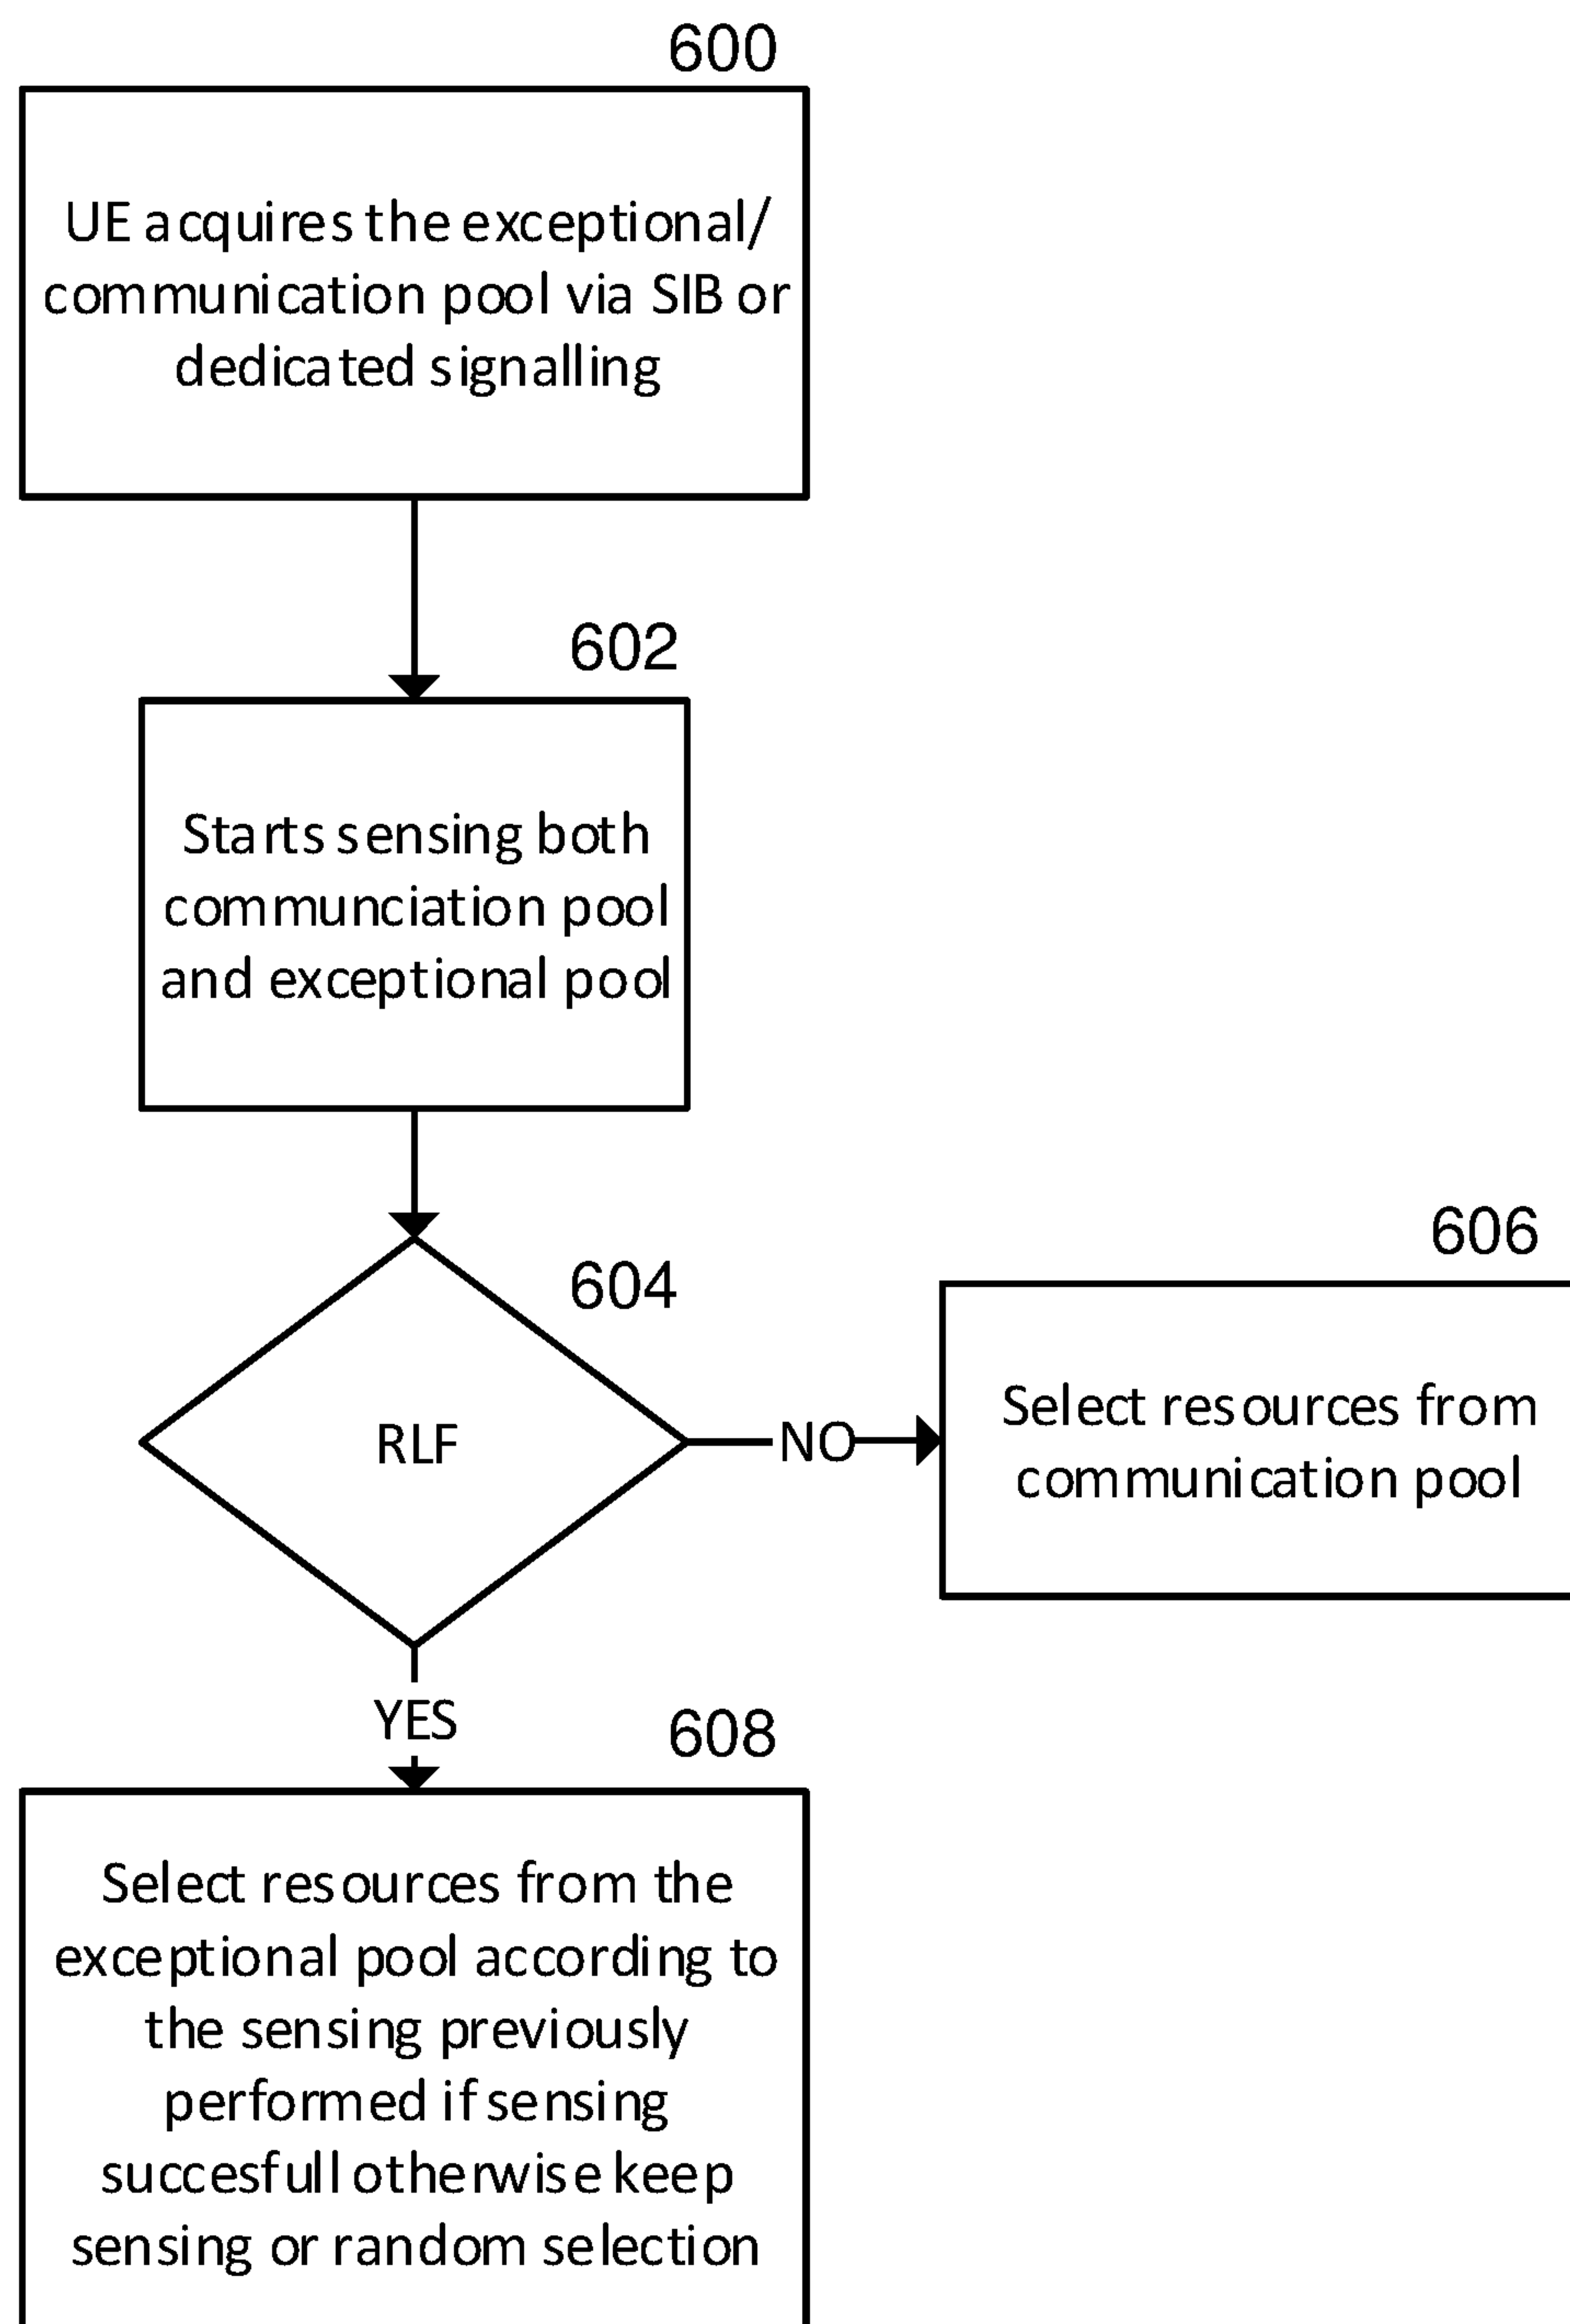 600
UE acquires the exceptional/
communication pool via SIB or
dedicated signalling
602
Starts sensing both
communciation pool
and exceptional pool
604
RLF
NO
606
Select resources from
communication pool
YES
608
Select resources from the
exceptional pool according to
the sensing previously
performed if sensing
succesfull otherwise keep
sensing or random selection